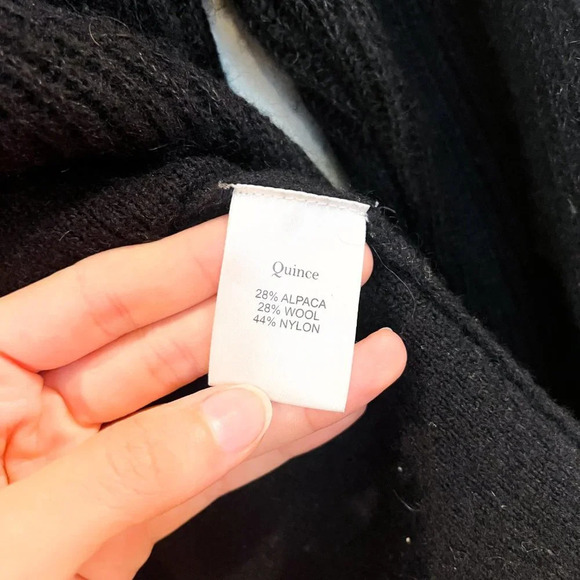 Quince
28% ALPACA
28% WOOL
44% NYLON